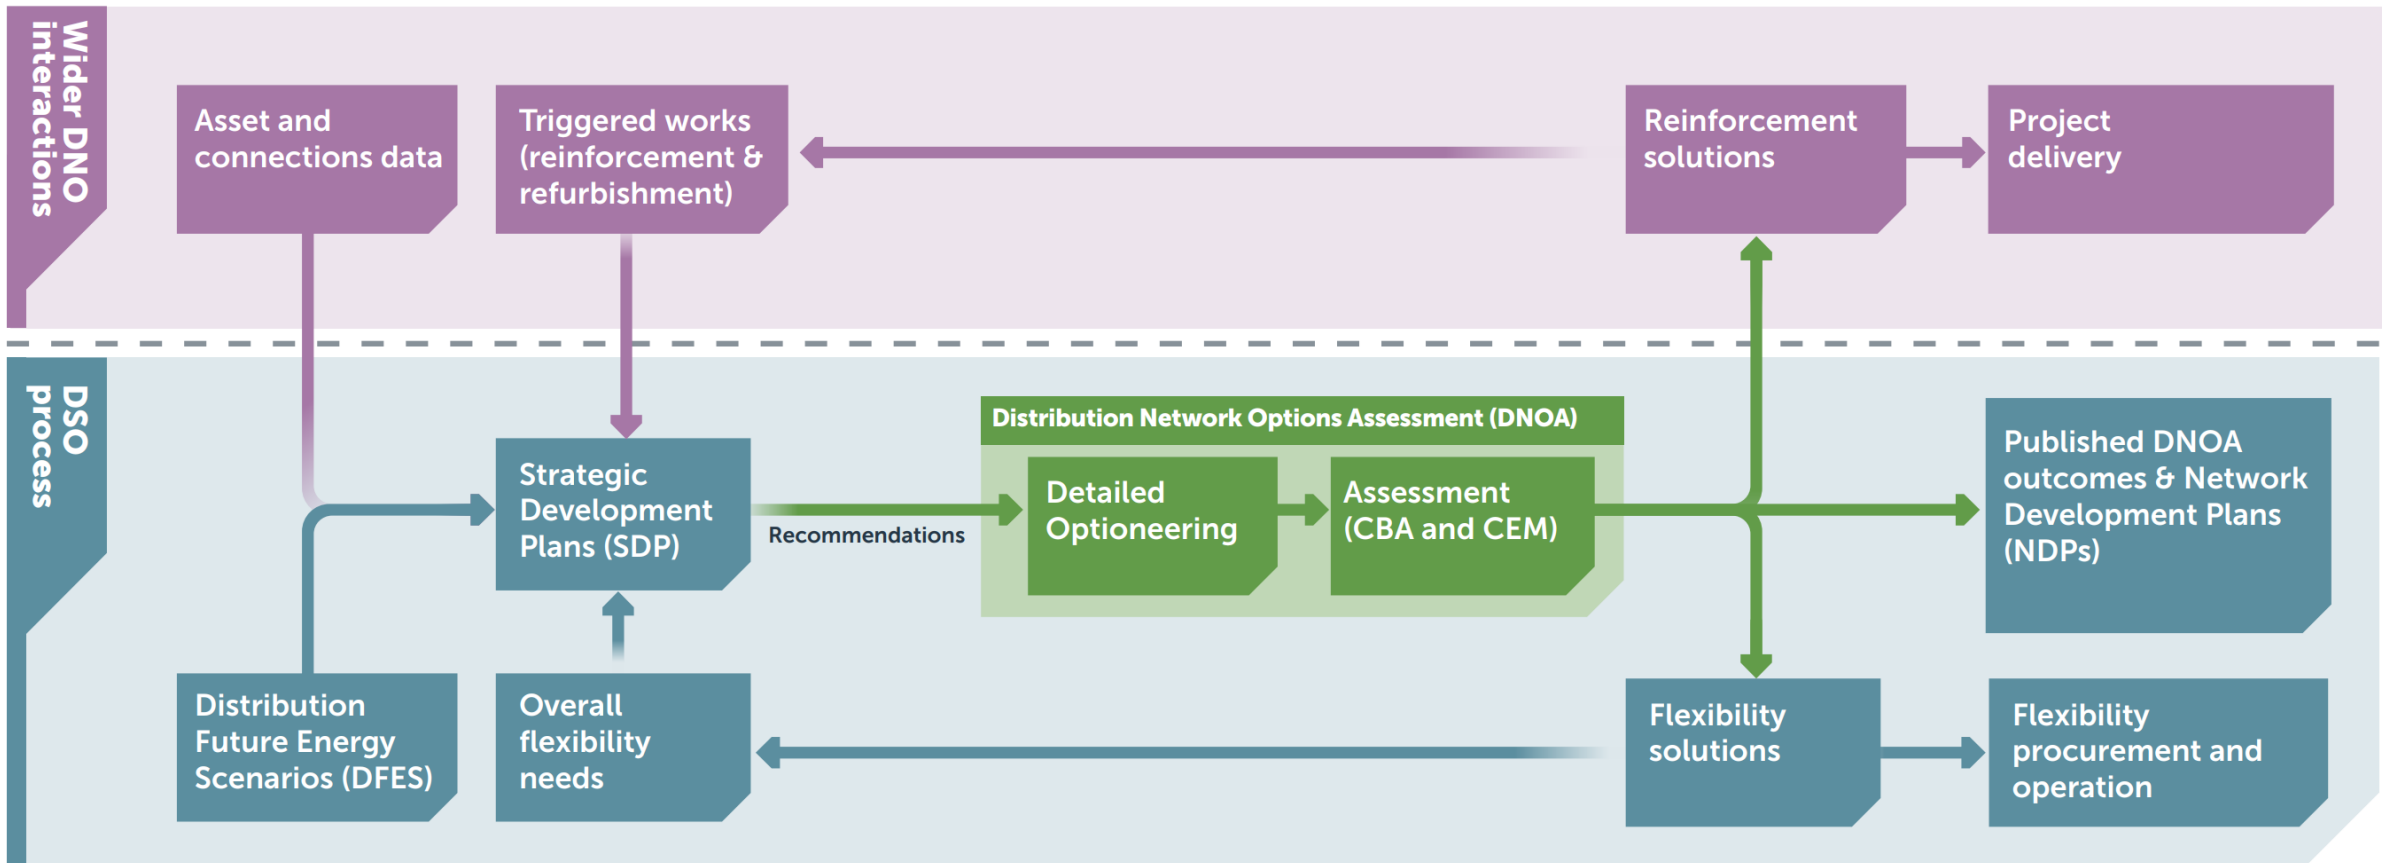 Wider DNO
interactions
Asset and
connections data
Triggered works
(reinforcement &
refurbishment)
Reinforcement
solutions
Project
delivery
DSO
process
Strategic
Development
Plans (SDP)
Recommendations
Distribution Network Options Assessment (DNOA)
Detailed
Optioneering
Assessment
(CBA and CEM)
Published DNOA
outcomes & Network
Development Plans
(NDPs)
Distribution
Future Energy
Scenarios (DFES)
Overall
flexibility
needs
Flexibility
solutions
Flexibility
procurement and
operation